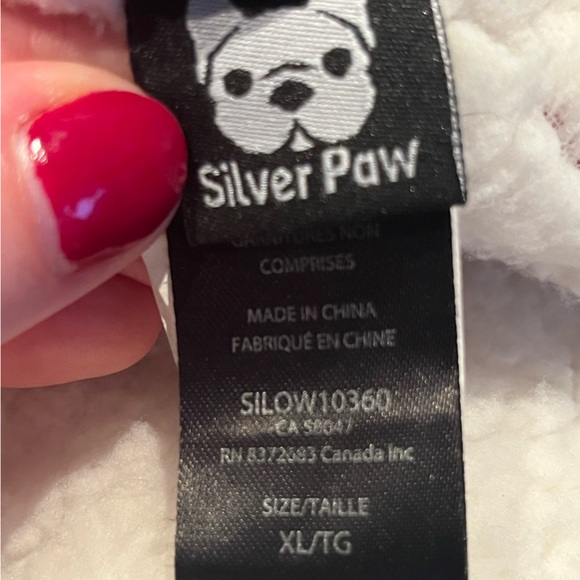 Silver Paw
GARNITURES NON
COMPRISES
MADE IN CHINA
FABRIQUÉ EN CHINE
SILOW10360
CA 58047
RN 8372683 Canada Inc
SIZE/TAILLE
XL/TG